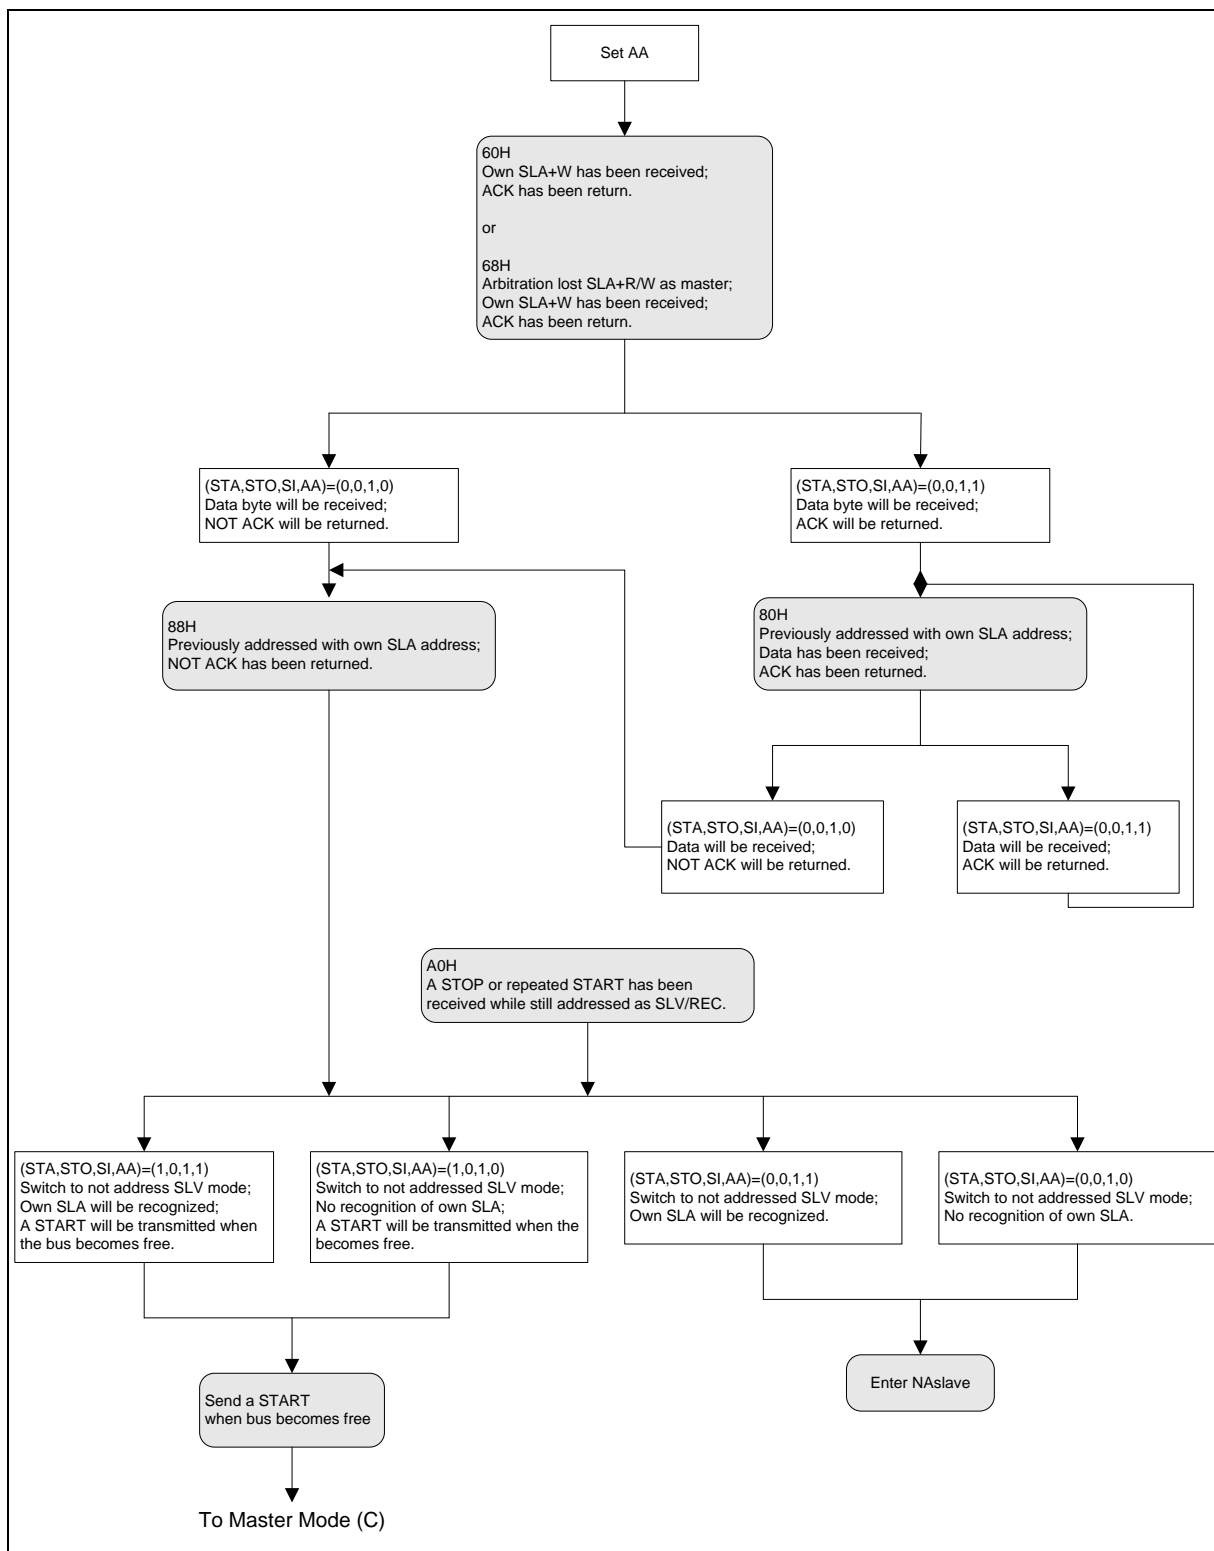 Set AA
60H
Own SLA+W has been received;
ACK has been return.
or
68H
Arbitration lost SLA+R/W as master;
Own SLA+W has been received;
ACK has been return.
(STA,STO,SI,AA)=(0,0,1,0)
Data byte will be received;
NOT ACK will be returned.
(STA,STO,SI,AA)=(0,0,1,1)
Data byte will be received;
ACK will be returned.
88H
Previously addressed with own SLA address;
NOT ACK has been returned.
80H
Previously addressed with own SLA address;
Data has been received;
ACK has been returned.
(STA,STO,SI,AA)=(0,0,1,0)
Data will be received;
NOT ACK will be returned.
(STA,STO,SI,AA)=(0,0,1,1)
Data will be received;
ACK will be returned.
A0H
A STOP or repeated START has been
received while still addressed as SLV/REC.
(STA,STO,SI,AA)=(1,0,1,1)
Switch to not address SLV mode;
Own SLA will be recognized;
A START will be transmitted when
the bus becomes free.
(STA,STO,SI,AA)=(1,0,1,0)
Switch to not addressed SLV mode;
No recognition of own SLA;
A START will be transmitted when the
becomes free.
(STA,STO,SI,AA)=(0,0,1,1)
Switch to not addressed SLV mode;
Own SLA will be recognized.
(STA,STO,SI,AA)=(0,0,1,0)
Switch to not addressed SLV mode;
No recognition of own SLA.
Send a START
when bus becomes free
Enter NAslave
To Master Mode (C)